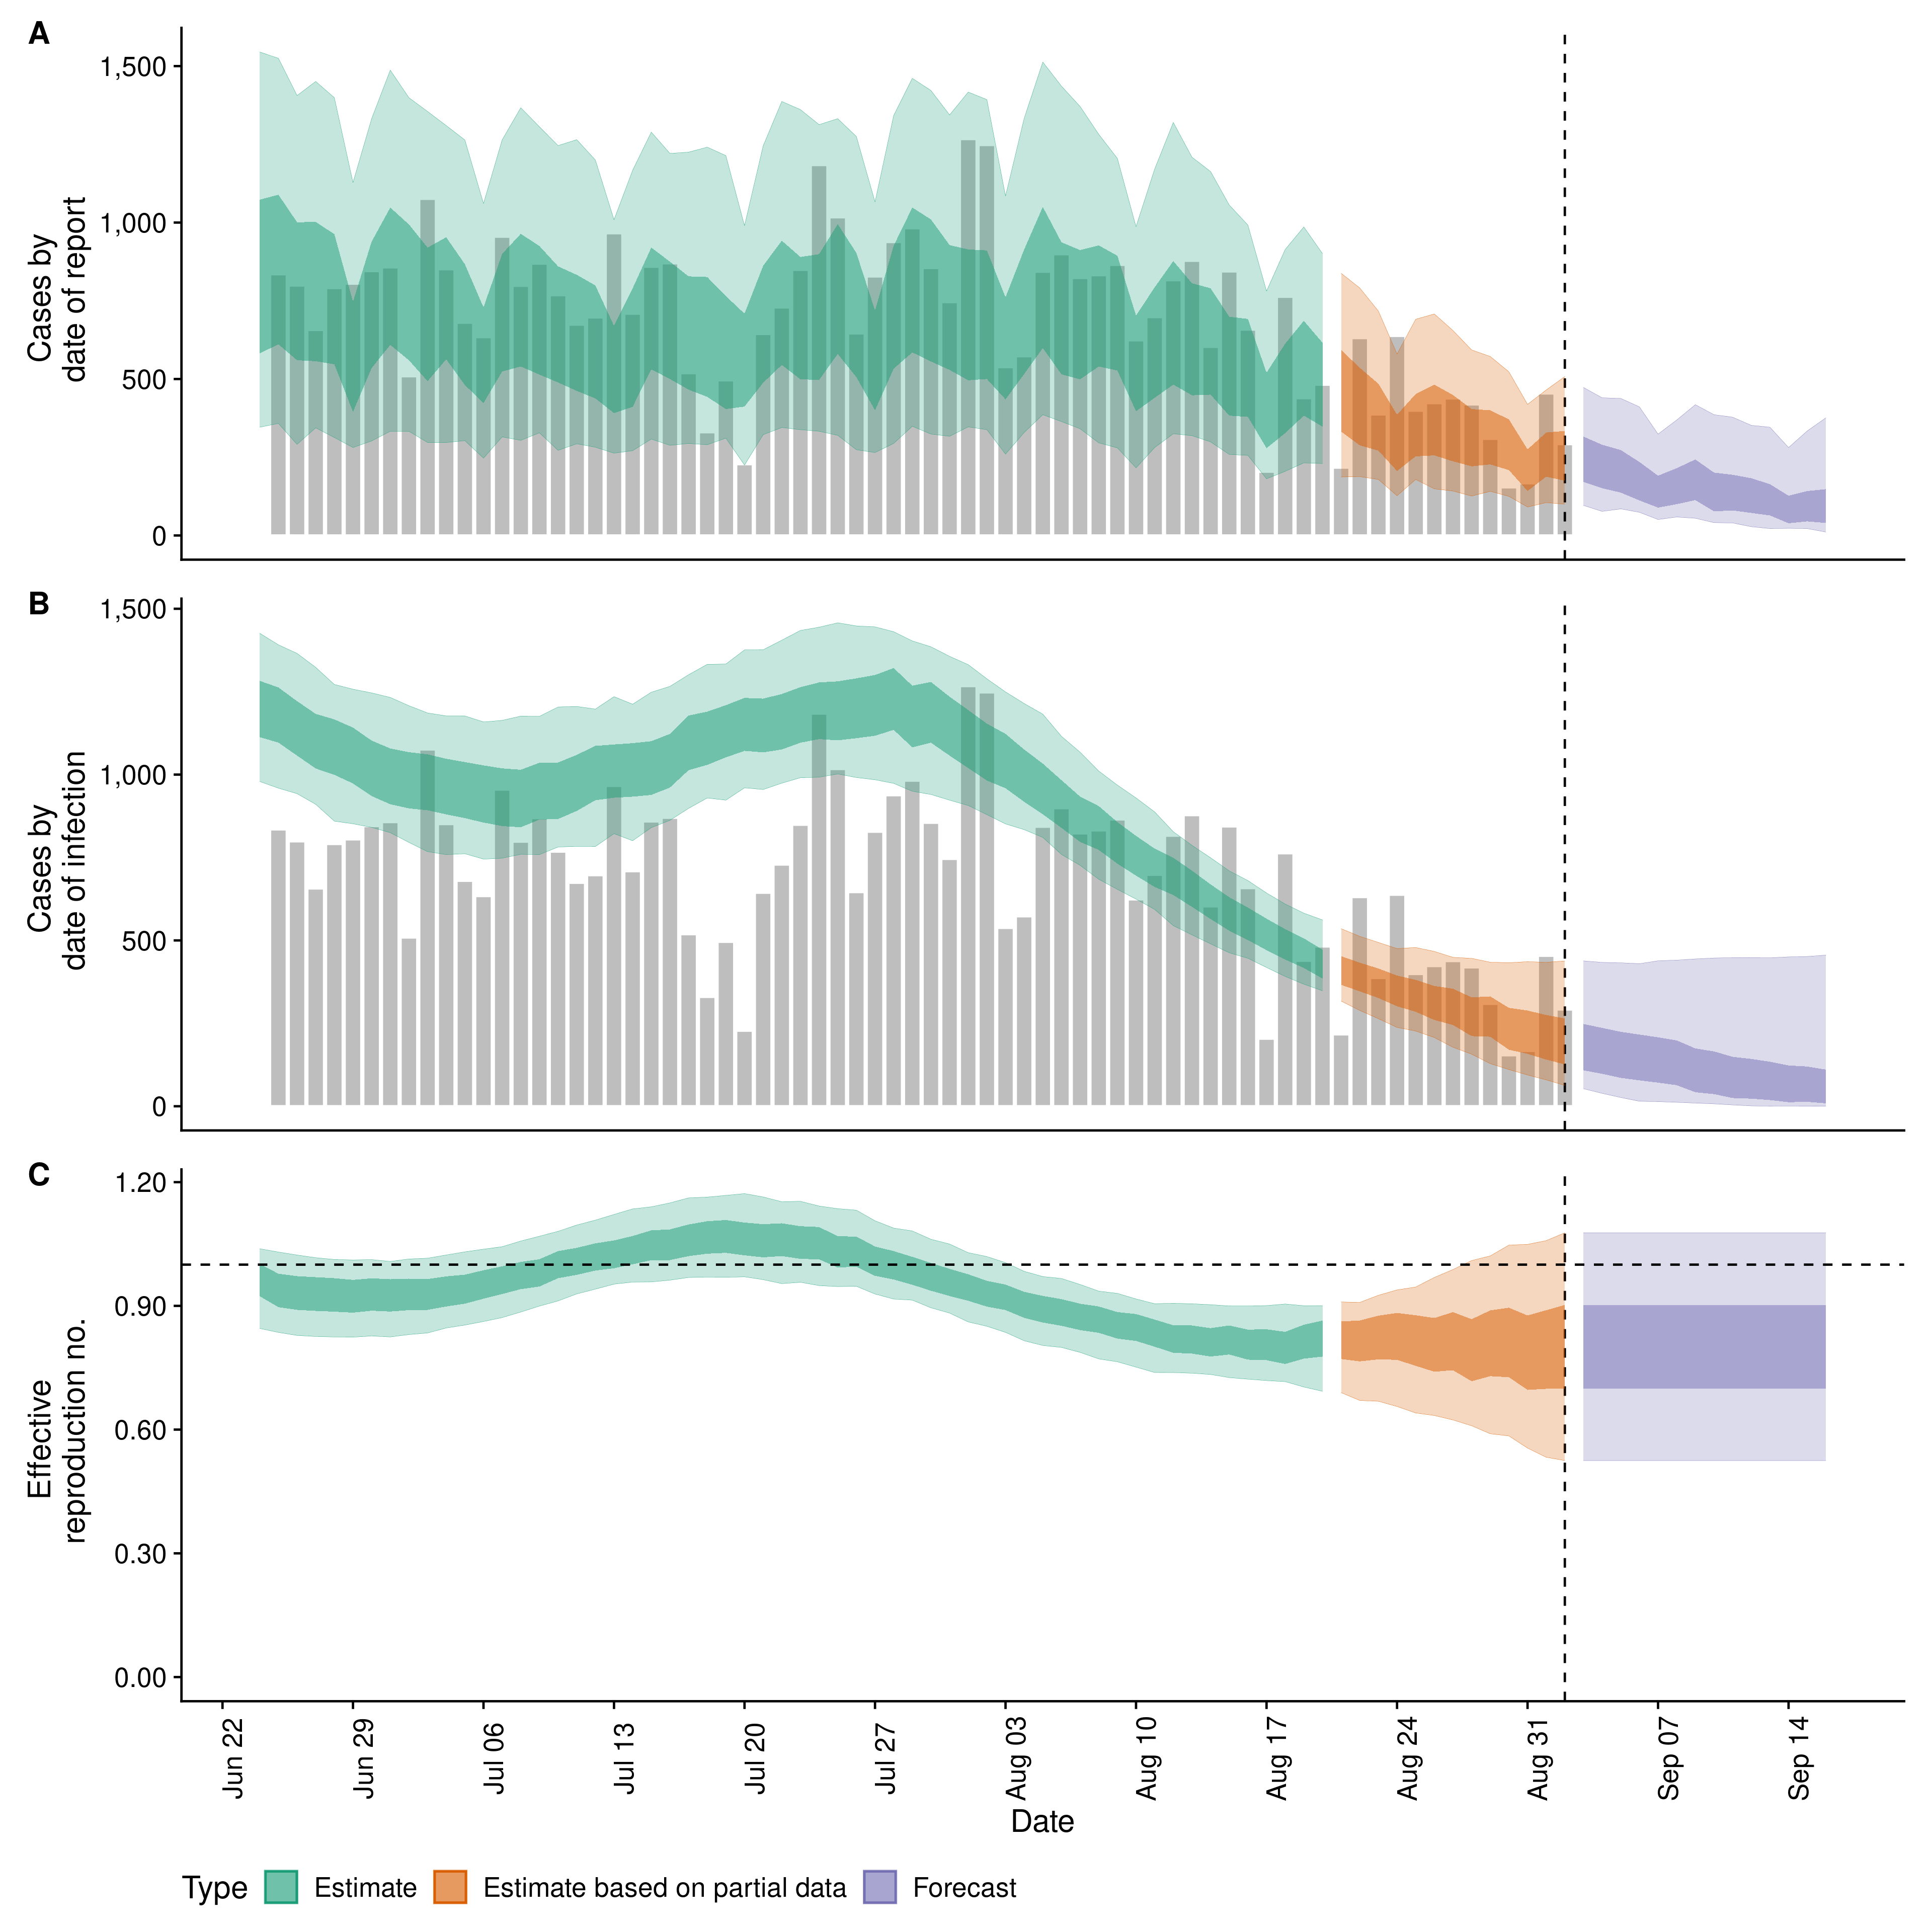 A
Cases by
date of report
1,500
1,000
500
0
B
Cases by
date of infection
1,500
1,000
500
0
C
Effective
reproduction no.
1.20
0.90
0.60
0.30
0.00
Jun 22
Jun 29
Jul 06
Jul 13
Jul 20
Jul 27
Aug 03
Aug 10
Aug 17
Aug 24
Aug 31
Sep 07
Sep 14
Date
Type Estimate Estimate based on partial data Forecast